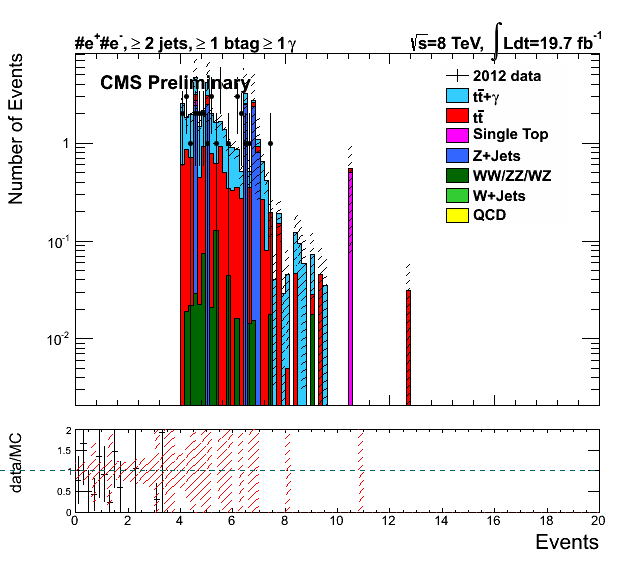 #e⁺#e⁻, ≥ 2 jets, ≥ 1 btag ≥ 1 γ √s=8 TeV, ∫ Ldt=19.7 fb⁻¹
CMS Preliminary
2012 data
tt̄+γ
tt̄
Single Top
Z+Jets
WW/ZZ/WZ
W+Jets
QCD
Number of Events
1
10⁻¹
10⁻²
data/MC
2
1.5
1
0.5
0
0 2 4 6 8 10 12 14 16 18 20
Events